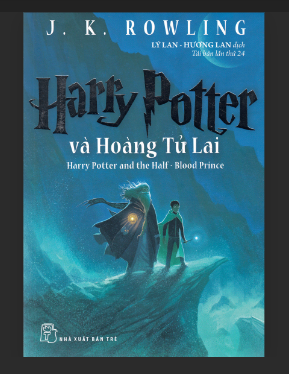 J. K. ROWLING
LÝ LAN - HƯƠNG LAN dịch
Tái bản lần thứ 24
Harry Potter
và Hoàng Tử Lai
Harry Potter and the Half - Blood Prince
NHÀ XUẤT BẢN TRẺ